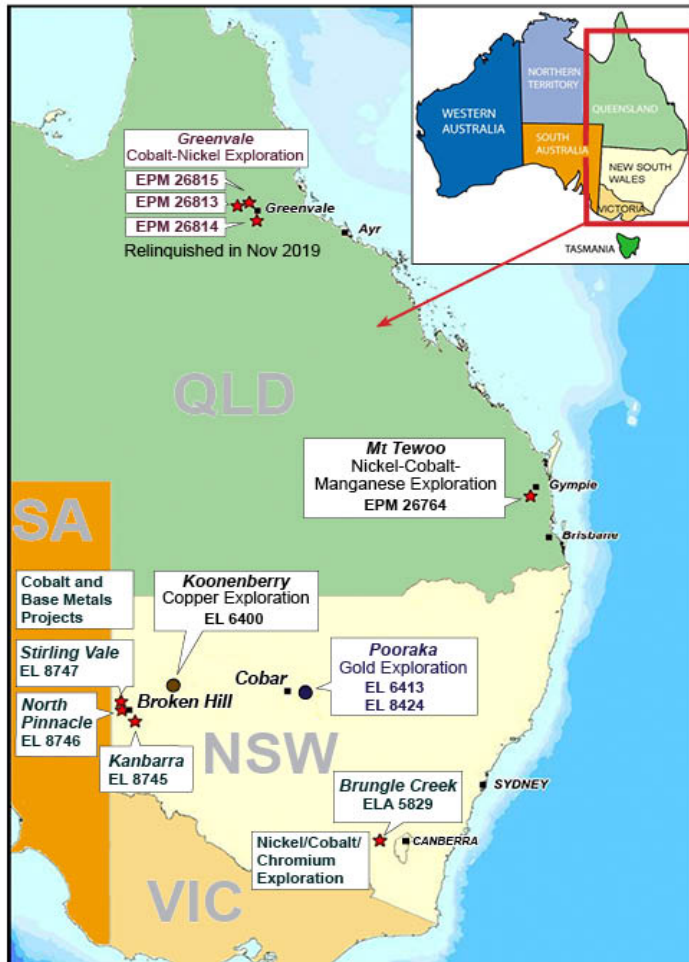 WESTERN
AUSTRALIA
NORTHERN
TERRITORY
QUEENSLAND
SOUTH
AUSTRALIA
NEW SOUTH
WALES
VICTORIA
TASMANIA
Greenvale
Cobalt-Nickel Exploration
EPM 26815
EPM 26813
EPM 26814
Greenvale
Relinquished in Nov 2019
Ayr
QLD
Mt Tewoo
Nickel-Cobalt-
Manganese Exploration
EPM 26764
Gympie
Brisbane
SA
Cobalt and
Base Metals
Projects
Koonenberry
Copper Exploration
EL 6400
Stirling Vale
EL 8747
North
Pinnacle
EL 8746
Broken Hill
Kanbarra
EL 8745
Cobar
Pooraka
Gold Exploration
EL 6413
EL 8424
NSW
Brungle Creek
ELA 5829
SYDNEY
Nickel/Cobalt/
Chromium
Exploration
CANBERRA
VIC